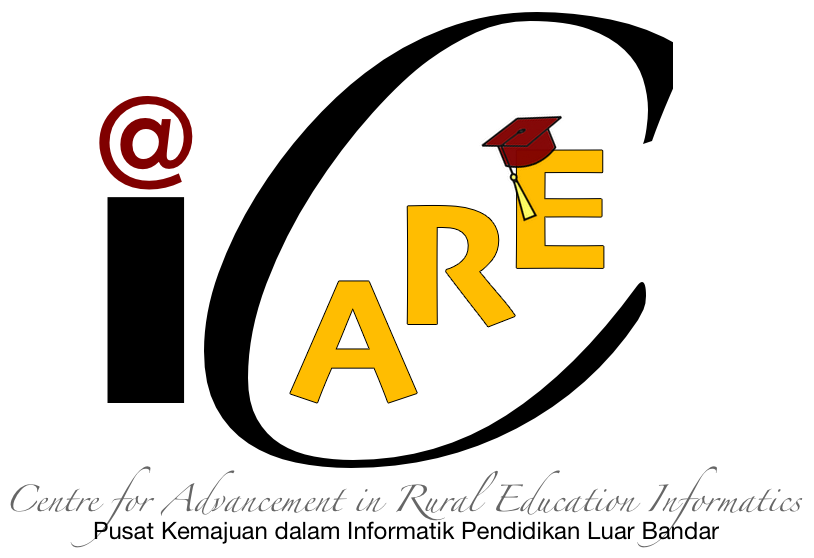 @
iCARE
Centre for Advancement in Rural Education Informatics
Pusat Kemajuan dalam Informatik Pendidikan Luar Bandar